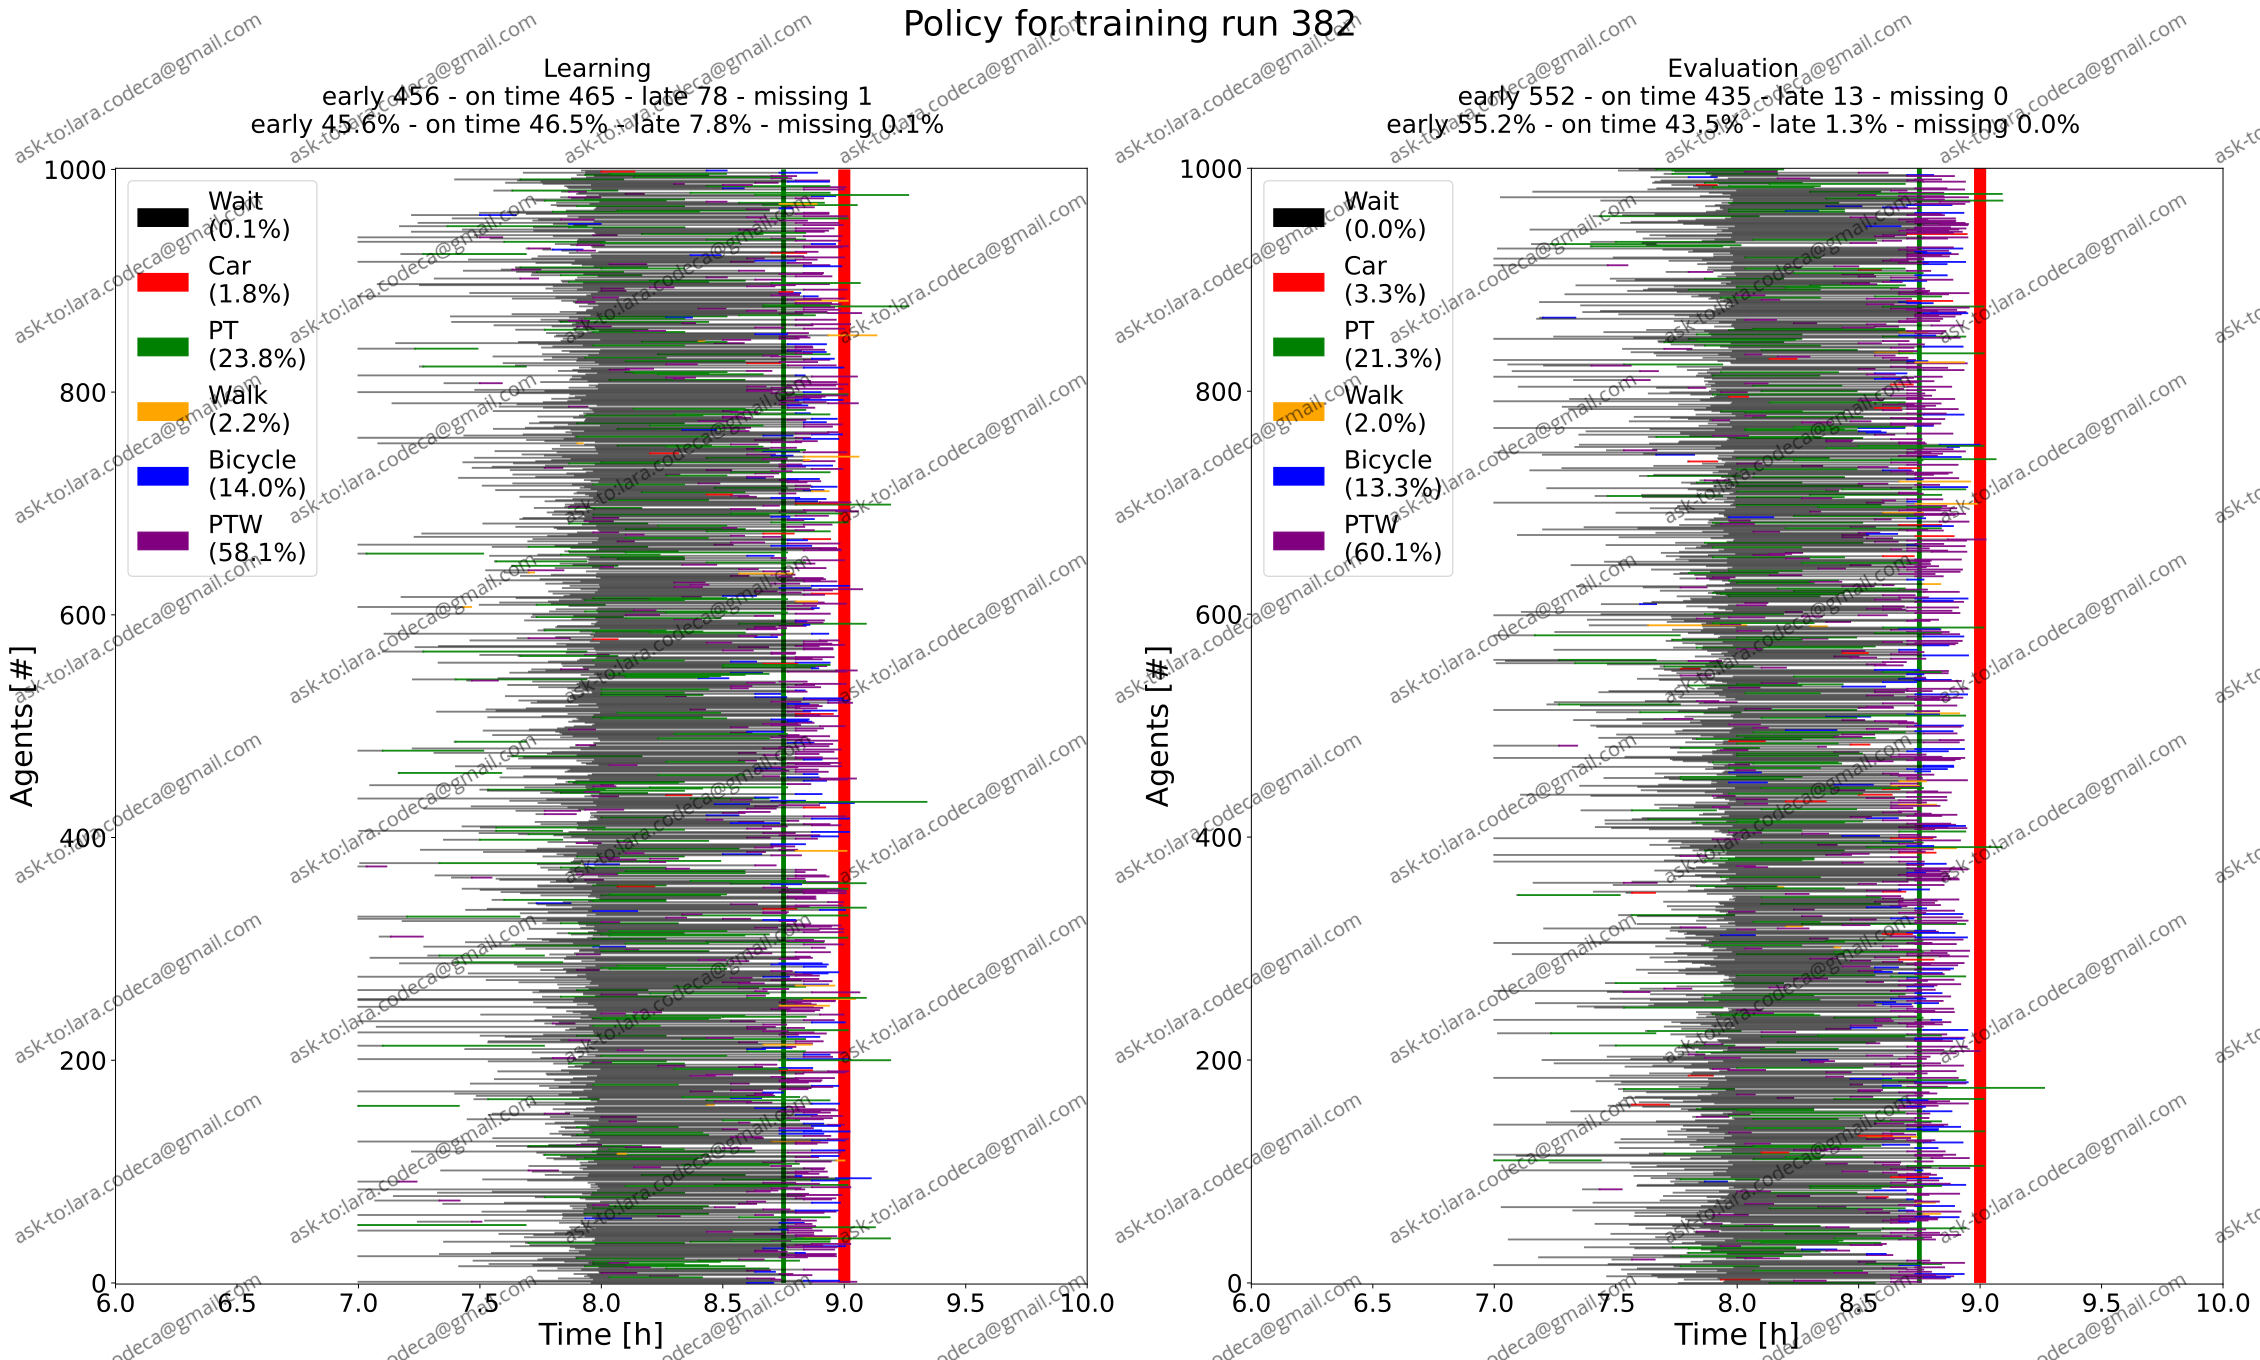 Policy for training run 382
Learning
early 456 - on time 465 - late 78 - missing 1
early 45.6% - on time 46.5% - late 7.8% - missing 0.1%
Evaluation
early 552 - on time 435 - late 13 - missing 0
early 55.2% - on time 43.5% - late 1.3% - missing 0.0%
Agents [#]
1000
800
600
400
200
0
Wait
(0.1%)
Car
(1.8%)
PT
(23.8%)
Walk
(2.2%)
Bicycle
(14.0%)
PTW
(58.1%)
6.0 6.5 7.0 7.5 8.0 8.5 9.0 9.5 10.0
Time [h]
Agents [#]
1000
800
600
400
200
0
Wait
(0.0%)
Car
(3.3%)
PT
(21.3%)
Walk
(2.0%)
Bicycle
(13.3%)
PTW
(60.1%)
6.0 6.5 7.0 7.5 8.0 8.5 9.0 9.5 10.0
Time [h]
ask-to:lara.codeca@gmail.com